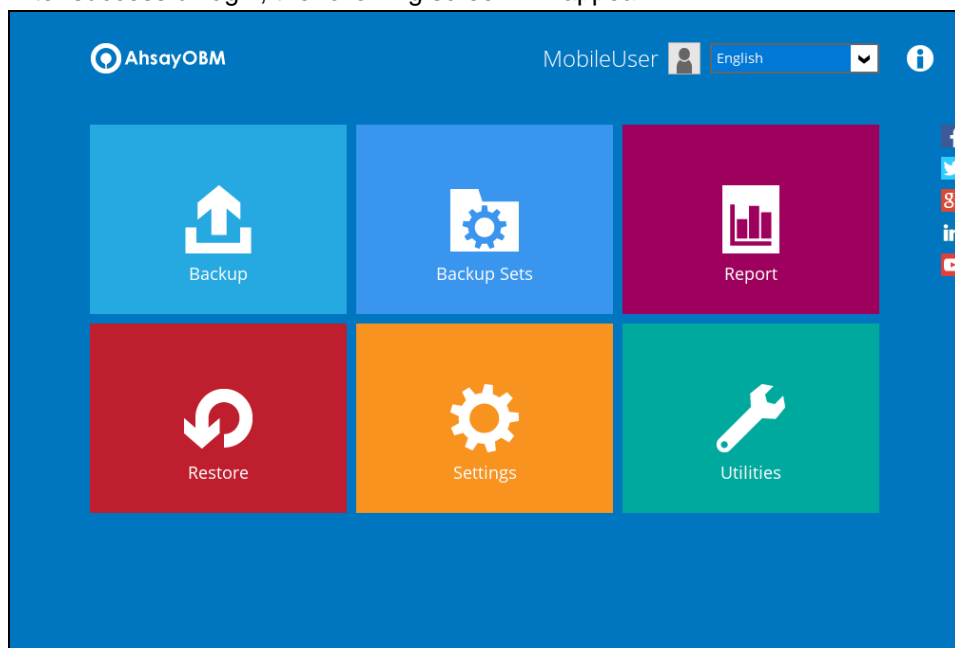 AhsayOBM
MobileUser English
Backup Backup Sets Report
Restore Settings Utilities